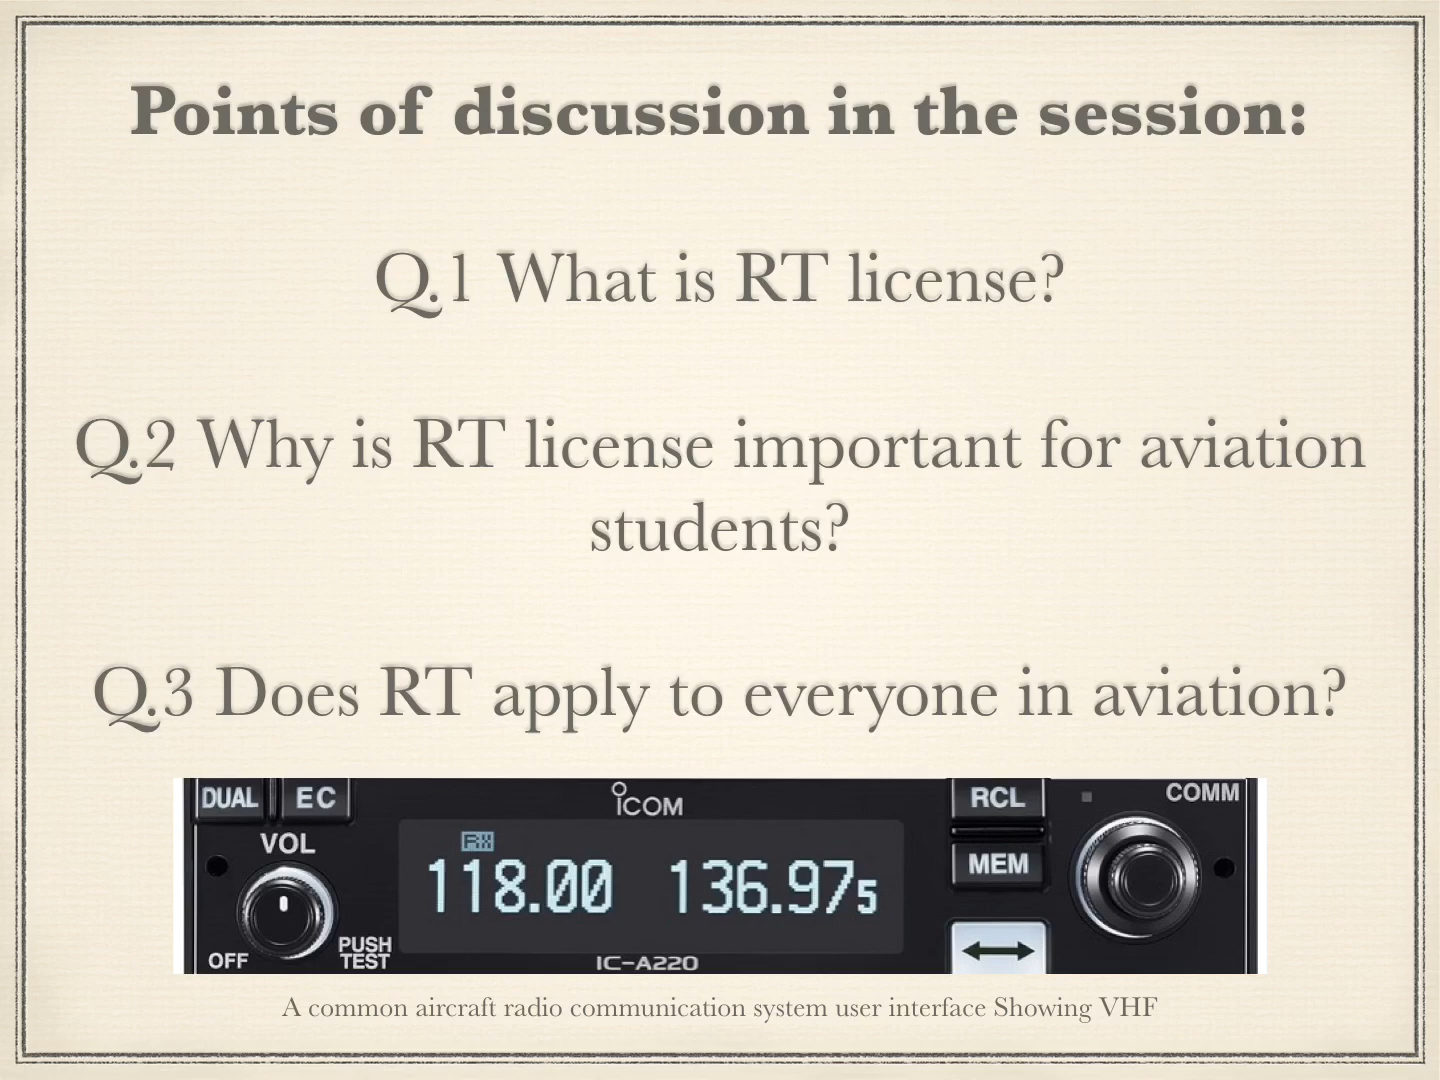 Points of discussion in the session:
Q.1 What is RT license?
Q.2 Why is RT license important for aviation
students?
Q.3 Does RT apply to everyone in aviation?
DUAL EC
ICOM
RCL
COMM
VOL
RX
118.00 136.975
MEM
OFF
PUSH
TEST
IC-A220
A common aircraft radio communication system user interface Showing VHF